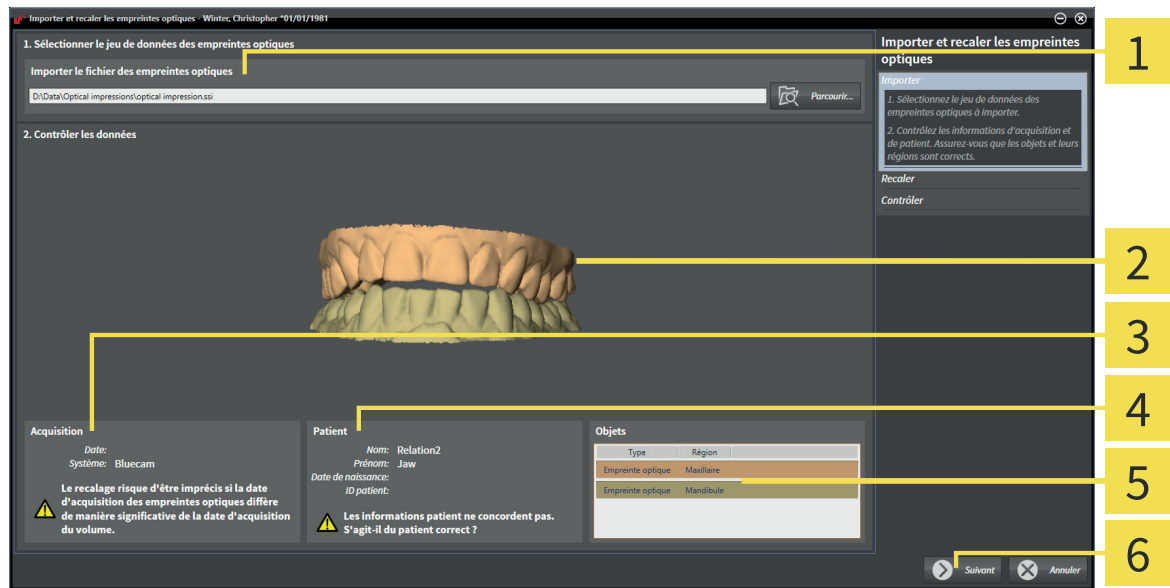 Importer et recaler les empreintes optiques - Winter, Christopher *01/01/1981
1. Sélectionner le jeu de données des empreintes optiques
Importer le fichier des empreintes optiques
D:\Data\Optical impressions\optical impression.ssi
Parcourir...
2. Contrôler les données
Acquisition
Date:
Système: Bluecam
Le recalage risque d'être imprécis si la date
d'acquisition des empreintes optiques diffère
de manière significative de la date d'acquisition
du volume.
Patient
Nom: Relation2
Prénom: Jaw
Date de naissance:
ID patient:
Les informations patient ne concordent pas.
S'agit-il du patient correct ?
Objets
Type Région
Empreinte optique Maxillaire
Empreinte optique Mandibule
Importer et recaler les empreintes
optiques
Importer
1. Sélectionnez le jeu de données des
empreintes optiques à importer.
2. Contrôlez les informations d'acquisition et
de patient. Assurez-vous que les objets et leurs
régions sont corrects.
Recaler
Contrôler
Suivant
Annuler
1
2
3
4
5
6